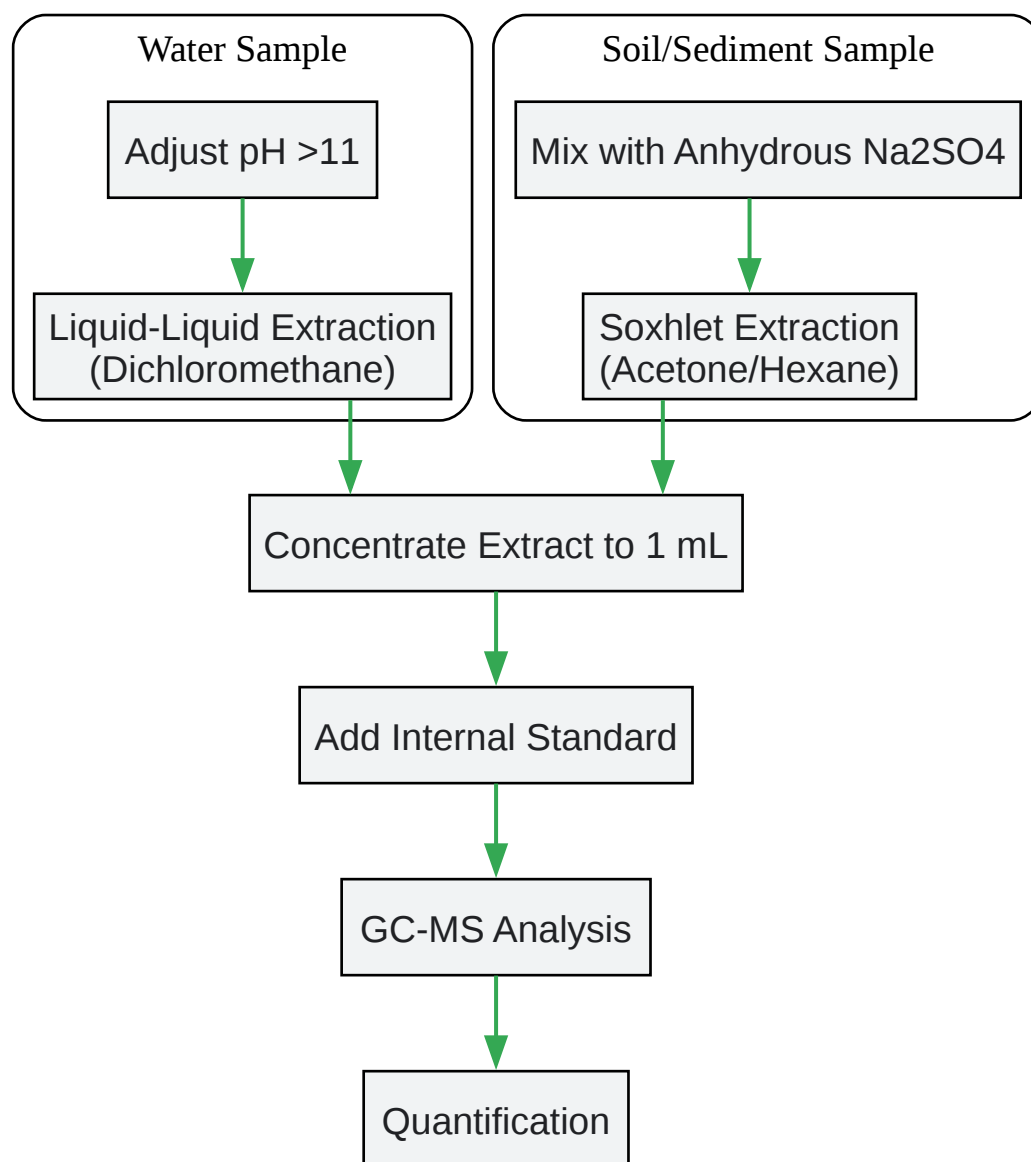 Water Sample
Adjust pH >11
Liquid-Liquid Extraction
(Dichloromethane)
Soil/Sediment Sample
Mix with Anhydrous Na2SO4
Soxhlet Extraction
(Acetone/Hexane)
Concentrate Extract to 1 mL
Add Internal Standard
GC-MS Analysis
Quantification